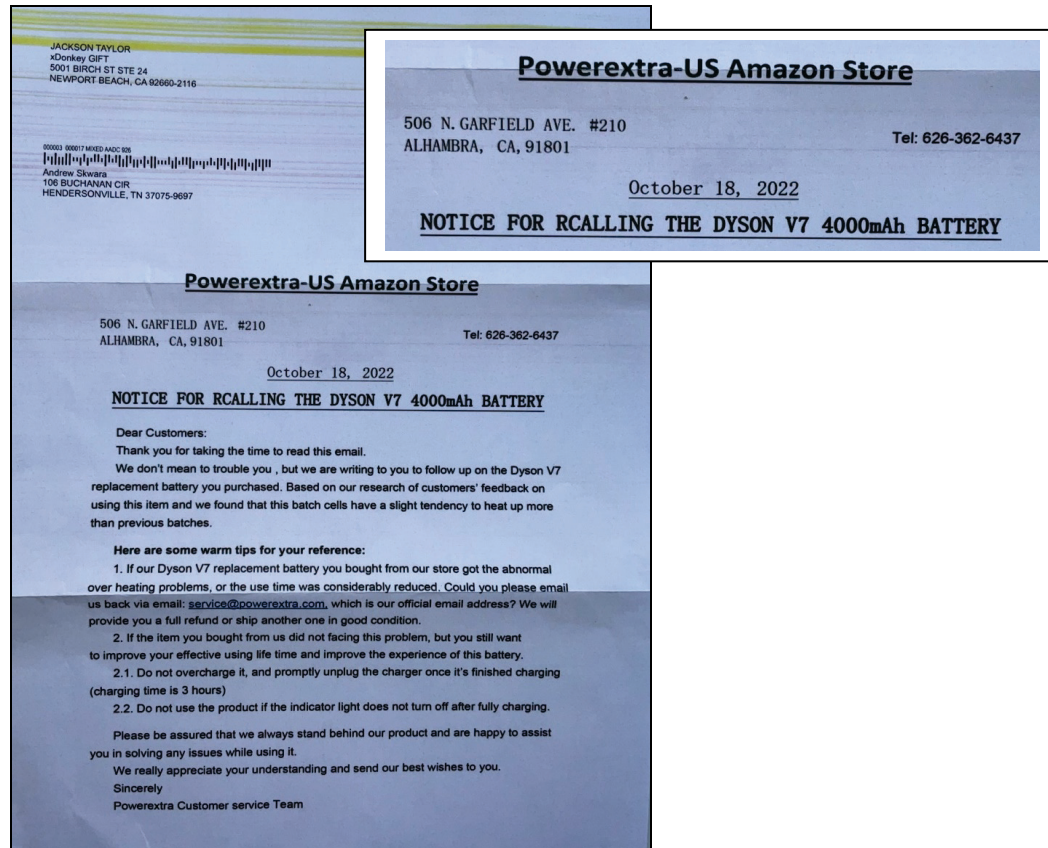 JACKSON TAYLOR
xDonkey GIFT
5001 BIRCH ST STE 24
NEWPORT BEACH, CA 92660-2116
000003 000017 MIXED AADC 926
Andrew Skwara
106 BUCHANAN CIR
HENDERSONVILLE, TN 37075-9697
Powerextra-US Amazon Store
506 N. GARFIELD AVE. #210
ALHAMBRA, CA, 91801
Tel: 626-362-6437
October 18, 2022
NOTICE FOR RCALLING THE DYSON V7 4000mAh BATTERY
Powerextra-US Amazon Store
506 N. GARFIELD AVE. #210
ALHAMBRA, CA, 91801
Tel: 626-362-6437
October 18, 2022
NOTICE FOR RCALLING THE DYSON V7 4000mAh BATTERY
Dear Customers:
Thank you for taking the time to read this email.
We don't mean to trouble you , but we are writing to you to follow up on the Dyson V7
replacement battery you purchased. Based on our research of customers' feedback on
using this item and we found that this batch cells have a slight tendency to heat up more
than previous batches.
Here are some warm tips for your reference:
1. If our Dyson V7 replacement battery you bought from our store got the abnormal
over heating problems, or the use time was considerably reduced. Could you please email
us back via email: service@powerextra.com, which is our official email address? We will
provide you a full refund or ship another one in good condition.
2. If the item you bought from us did not facing this problem, but you still want
to improve your effective using life time and improve the experience of this battery.
2.1. Do not overcharge it, and promptly unplug the charger once it's finished charging
(charging time is 3 hours)
2.2. Do not use the product if the indicator light does not turn off after fully charging.
Please be assured that we always stand behind our product and are happy to assist
you in solving any issues while using it.
We really appreciate your understanding and send our best wishes to you.
Sincerely
Powerextra Customer service Team